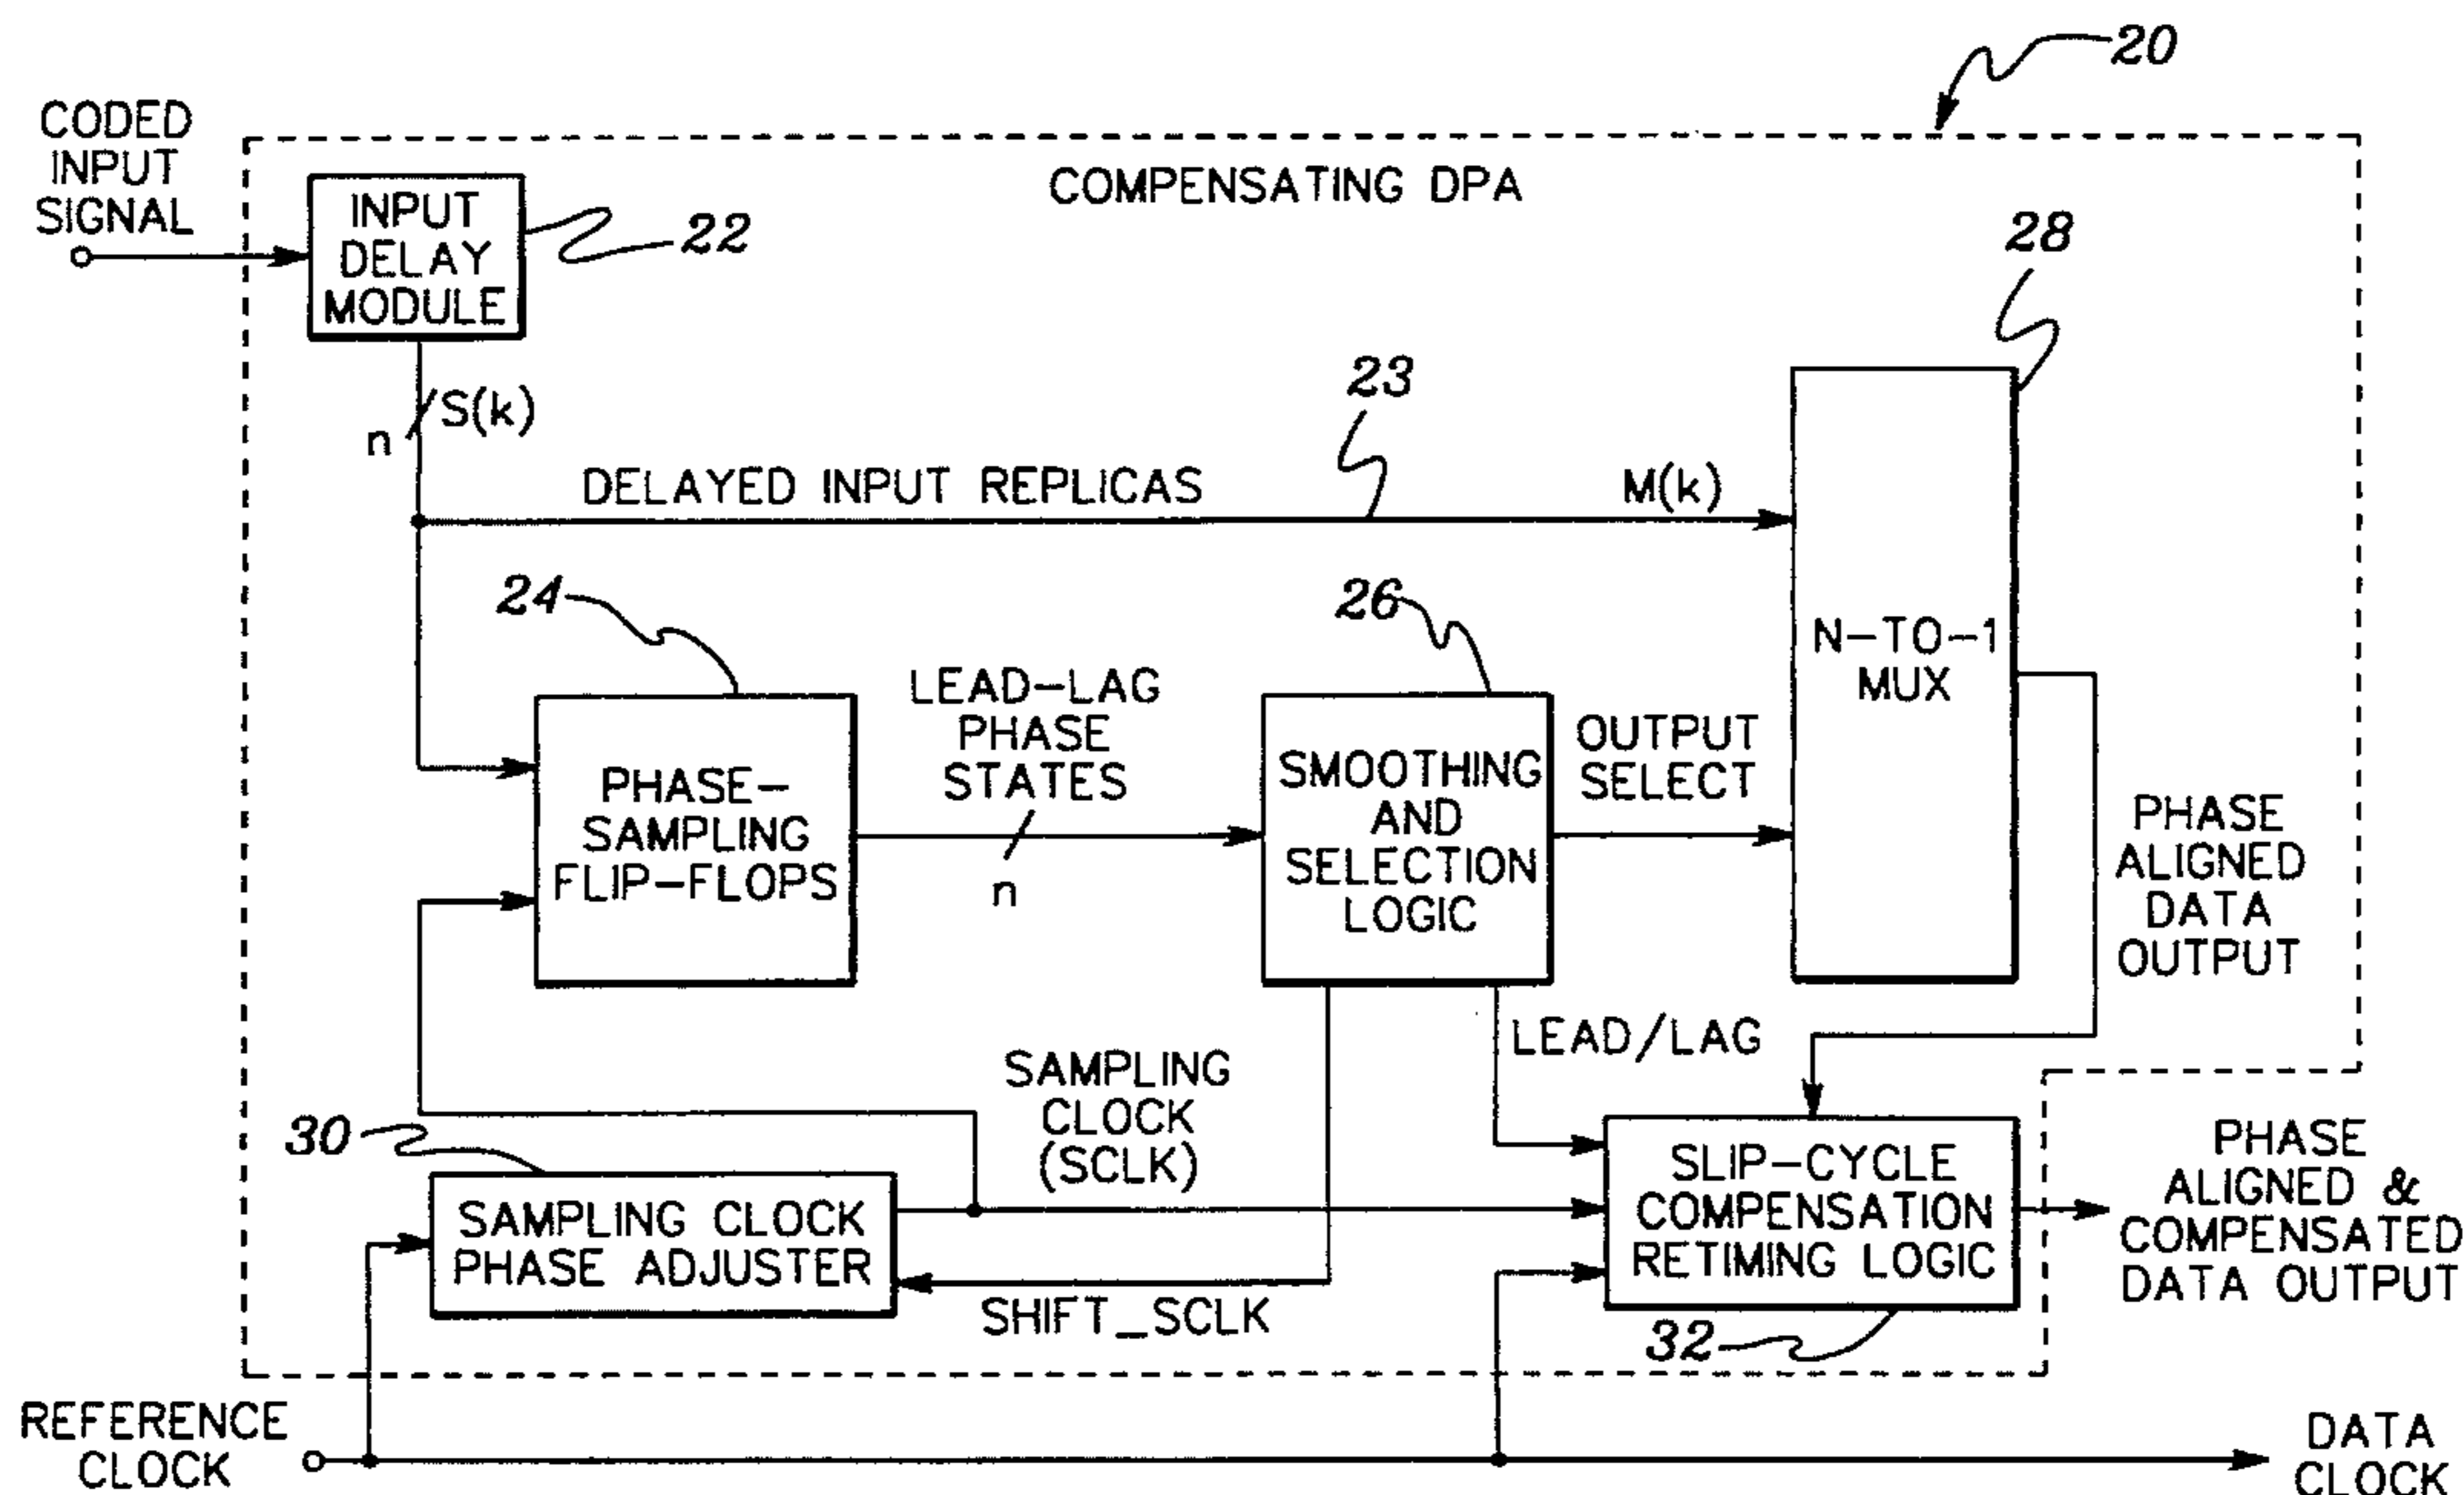 20
CODED
INPUT
SIGNAL
COMPENSATING DPA
INPUT
DELAY
MODULE
22
28
n
S(k)
23
DELAYED INPUT REPLICAS
M(k)
24
26
N-TO-1
MUX
LEAD-LAG
PHASE
STATES
n
PHASE-
SAMPLING
FLIP-FLOPS
SMOOTHING
AND
SELECTION
LOGIC
OUTPUT
SELECT
PHASE
ALIGNED
DATA
OUTPUT
LEAD/LAG
SAMPLING
CLOCK
(SCLK)
30
SAMPLING CLOCK
PHASE ADJUSTER
SHIFT_SCLK
SLIP-CYCLE
COMPENSATION
RETIMING LOGIC
32
PHASE
ALIGNED &
COMPENSATED
DATA OUTPUT
REFERENCE
CLOCK
DATA
CLOCK